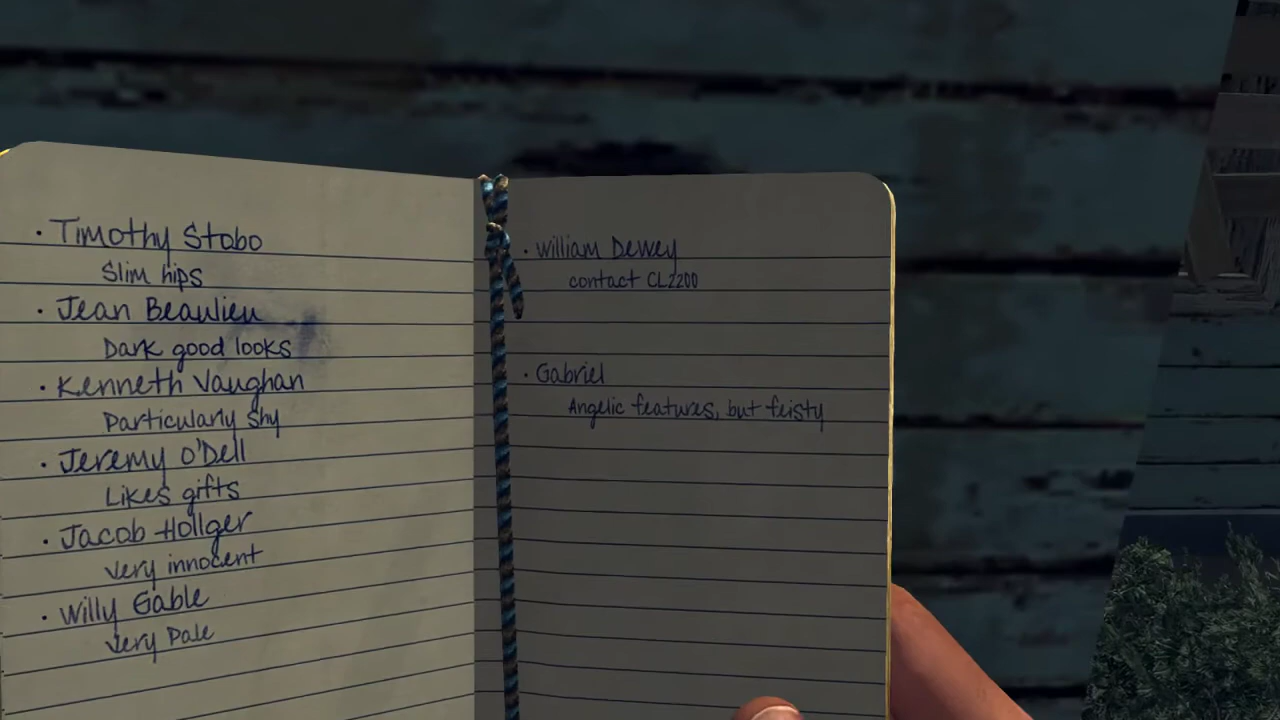 · Timothy Stobo
Slim hips
· Jean Beaulieu
Dark good looks
· Kenneth Vaughan
Particularly shy
· Jeremy O'Dell
Likes gifts
· Jacob Hollger
Very innocent
· Willy Gable
Very Pale
· William Dewey
contact CL2200
· Gabriel
Angelic features, but feisty